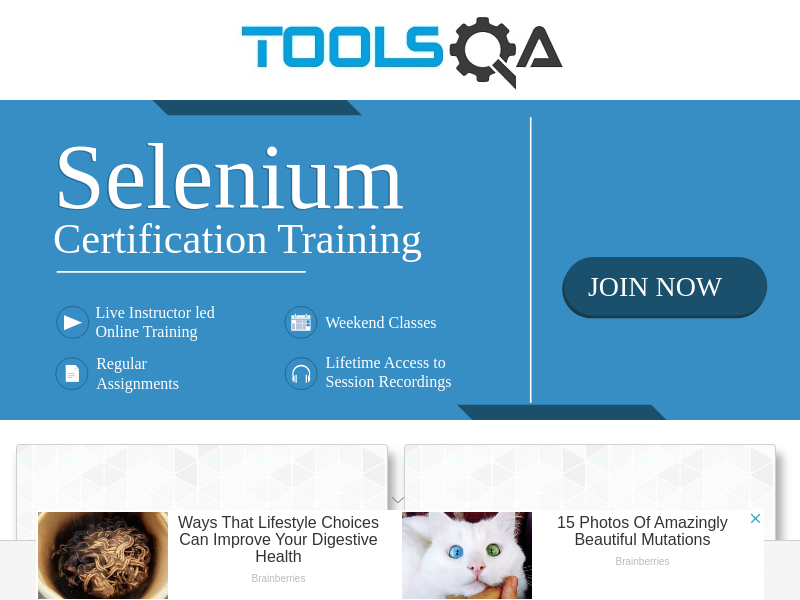 TOOLSQA
Selenium
Certification Training
Live Instructor led
Online Training
Weekend Classes
Regular
Assignments
Lifetime Access to
Session Recordings
JOIN NOW
Ways That Lifestyle Choices
Can Improve Your Digestive
Health
Brainberries
15 Photos Of Amazingly
Beautiful Mutations
Brainberries